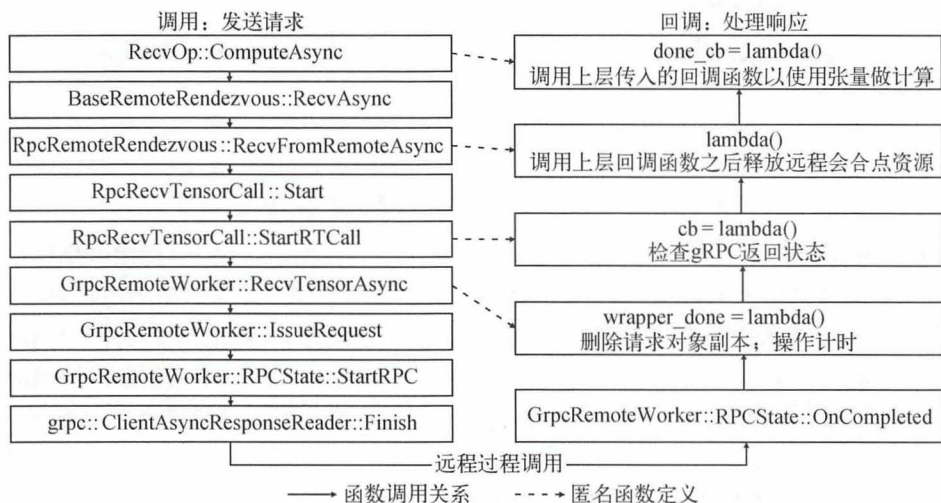 调用：发送请求
RecvOp::ComputeAsync
BaseRemoteRendezvous::RecvAsync
RpcRemoteRendezvous::RecvFromRemoteAsync
RpcRecvTensorCall::Start
RpcRecvTensorCall::StartRTCall
GrpcRemoteWorker::RecvTensorAsync
GrpcRemoteWorker::IssueRequest
GrpcRemoteWorker::RPCState::StartRPC
grpc::ClientAsyncResponseReader::Finish
回调：处理响应
done_cb=lambda()
调用上层传入的回调函数以使用张量做计算
lambda()
调用上层回调函数之后释放远程会合点资源
cb=lambda()
检查gRPC返回状态
wrapper_done=lambda()
删除请求对象副本；操作计时
GrpcRemoteWorker::RPCState::OnCompleted
远程过程调用
函数调用关系
匿名函数定义